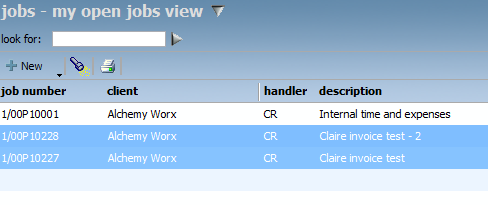 jobs - my open jobs view
look for:
New
job number client handler description
1/00P10001 Alchemy Worx CR Internal time and expenses
1/00P10228 Alchemy Worx CR Claire invoice test - 2
1/00P10227 Alchemy Worx CR Claire invoice test